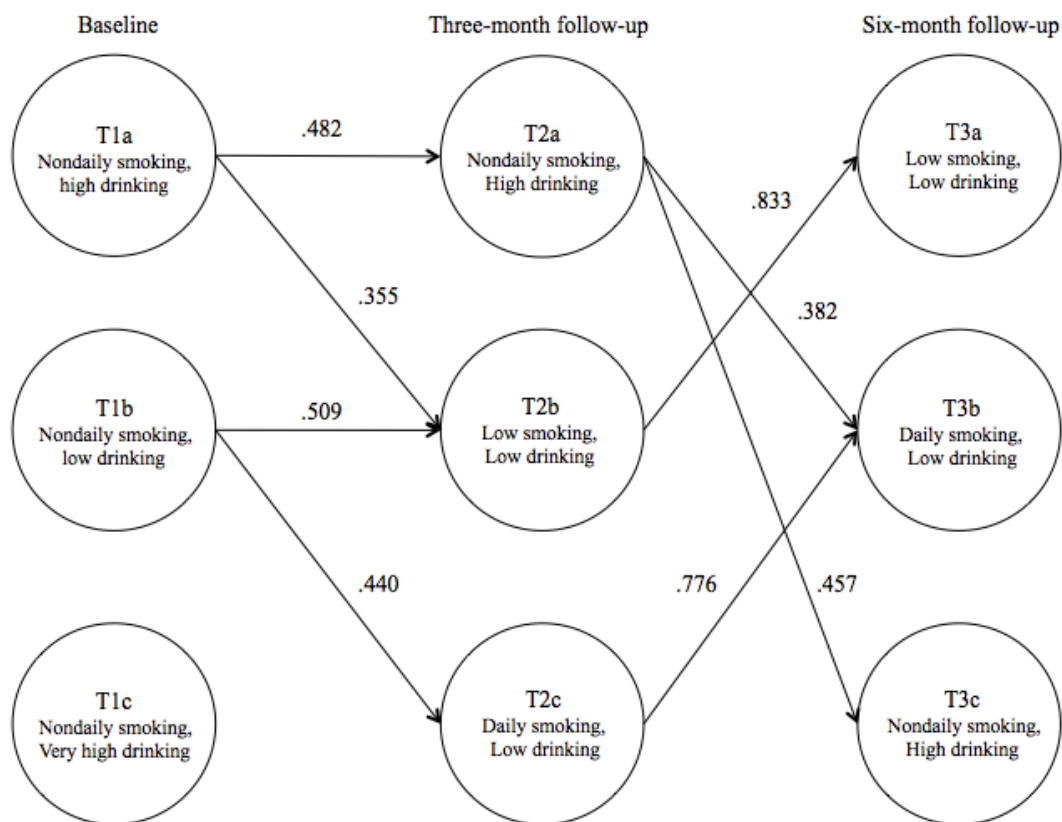 Baseline
Three-month follow-up
Six-month follow-up
T1a
Nondaily smoking,
high drinking
.482
T2a
Nondaily smoking,
High drinking
T3a
Low smoking,
Low drinking
.833
.355
.382
T1b
Nondaily smoking,
low drinking
.509
T2b
Low smoking,
Low drinking
T3b
Daily smoking,
Low drinking
.440
.776
.457
T1c
Nondaily smoking,
Very high drinking
T2c
Daily smoking,
Low drinking
T3c
Nondaily smoking,
High drinking